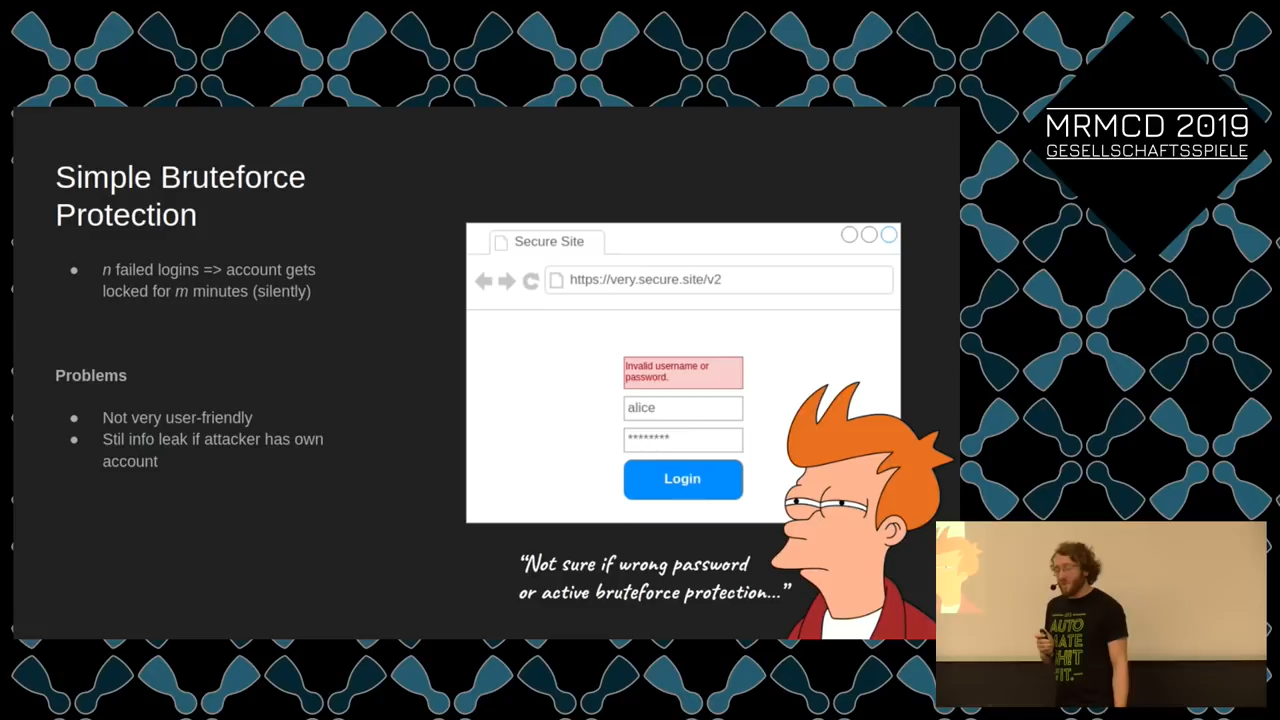 MRMCD 2019
GESELLSCHAFTSSPIELE
Simple Bruteforce
Protection
n failed logins => account gets
locked for m minutes (silently)
Problems
Not very user-friendly
Stil info leak if attacker has own
account
Secure Site
https://very.secure.site/v2
Invalid username or
password.
alice
********
Login
“Not sure if wrong password
or active bruteforce protection...”
AUTO
MATE